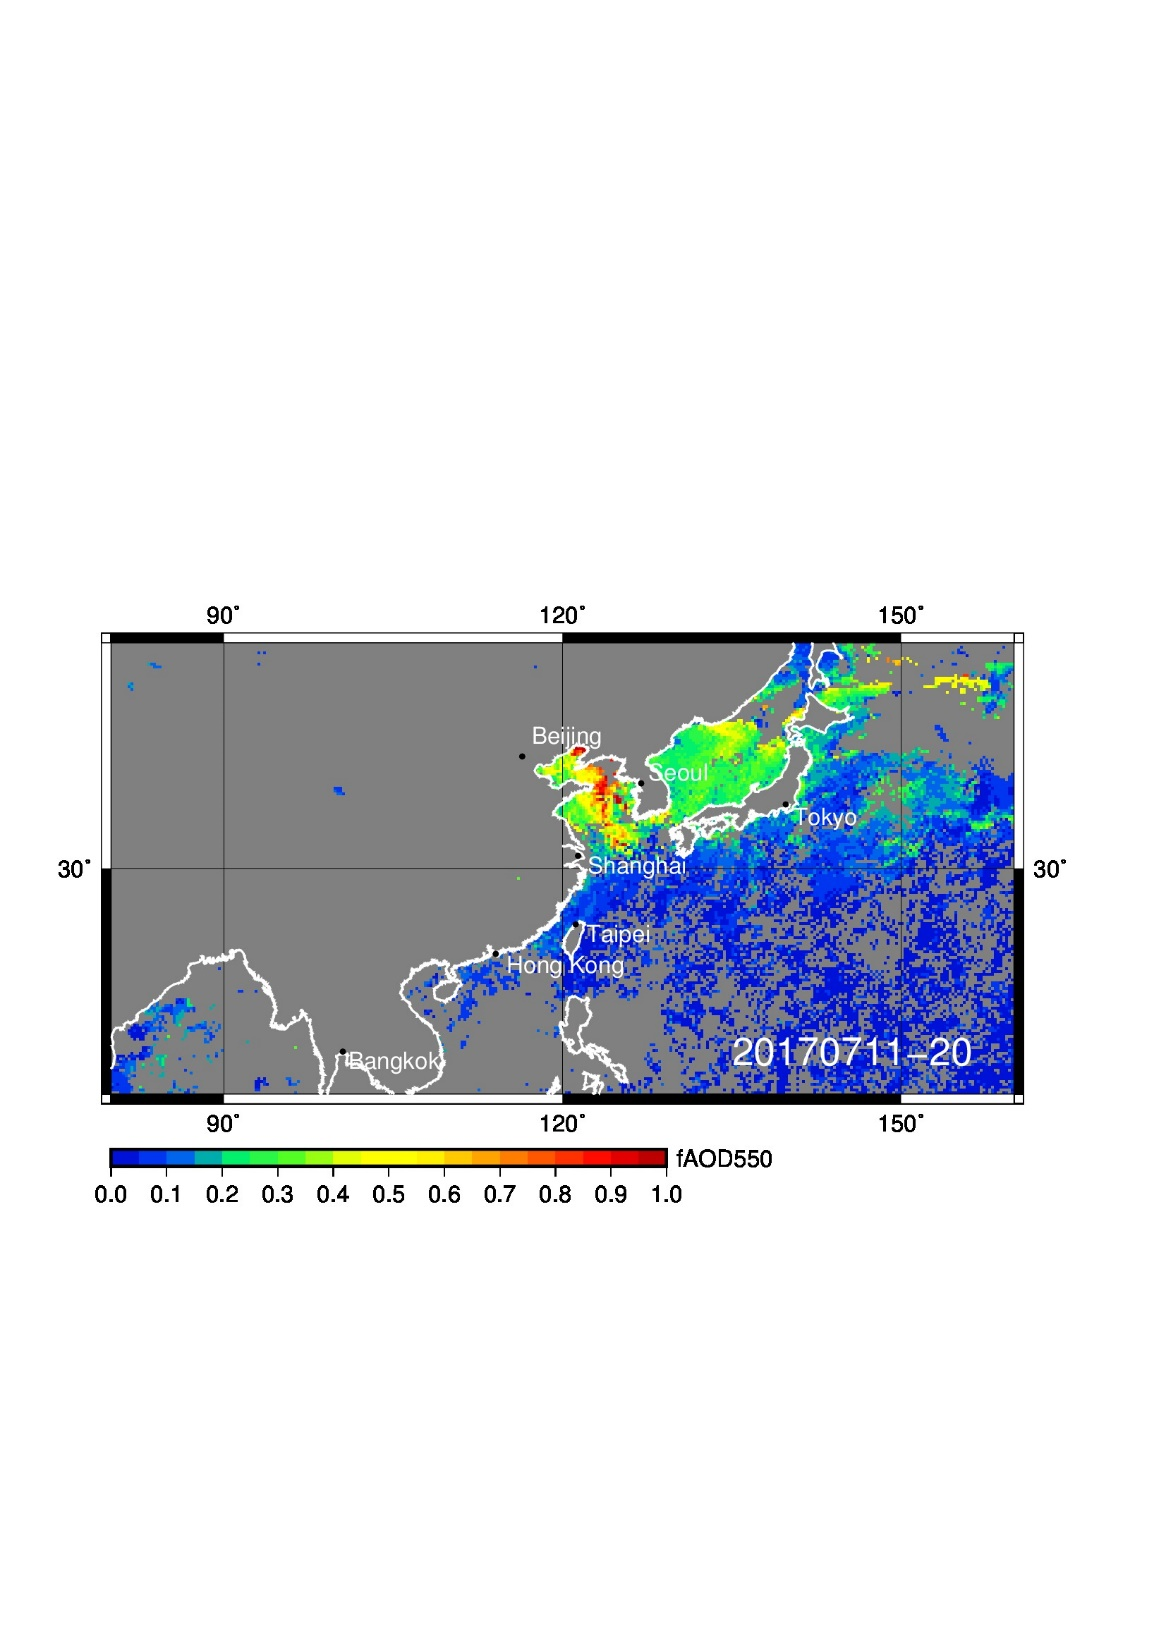 90° 120° 150°
Beijing
Seoul
Tokyo
30° 30°
Shanghai
Taipei
Hong Kong
20170711-20
Bangkok
90° 120° 150°
fAOD550
0.0 0.1 0.2 0.3 0.4 0.5 0.6 0.7 0.8 0.9 1.0